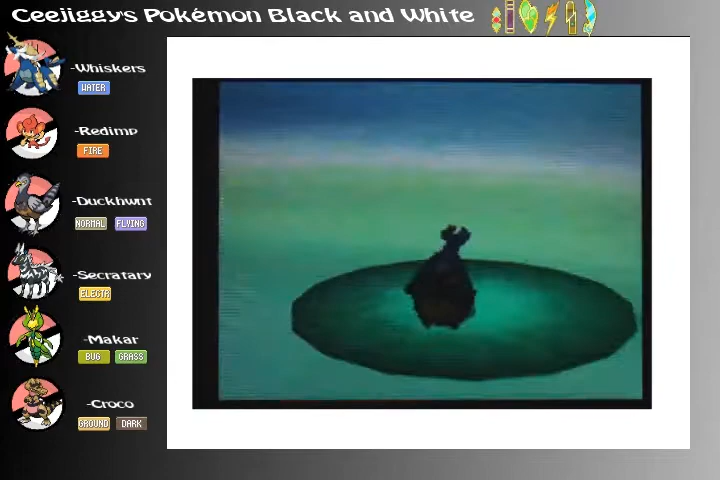 Ceejiggy's Pokémon Black and White
-Whiskers
WATER
-Redimp
FIRE
-Duckhwnt
NORMAL FLYING
-Secratary
ELECTR
-Makar
BUG GRASS
-Croco
GROUND DARK